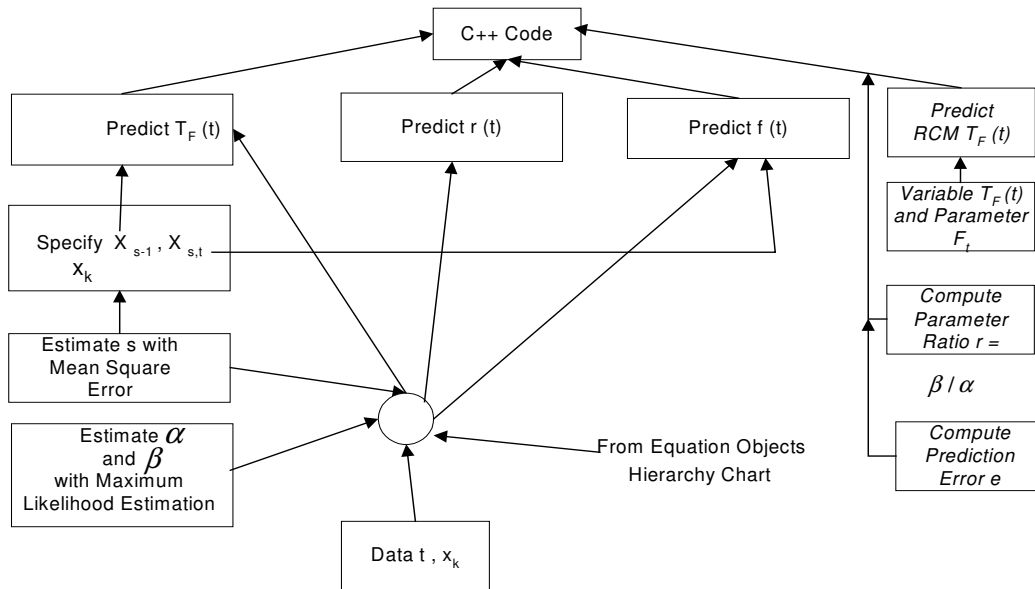 C++ Code
Predict T_F (t)
Predict r (t)
Predict f (t)
Predict
RCM T_F (t)
Variable T_F (t)
and Parameter
F_t
Specify X_s-1 , X_s,t
x_k
Compute
Parameter
Ratio r =
β / α
Estimate s with
Mean Square
Error
Estimate α
and β
with Maximum
Likelihood Estimation
From Equation Objects
Hierarchy Chart
Compute
Prediction
Error e
Data t , x_k